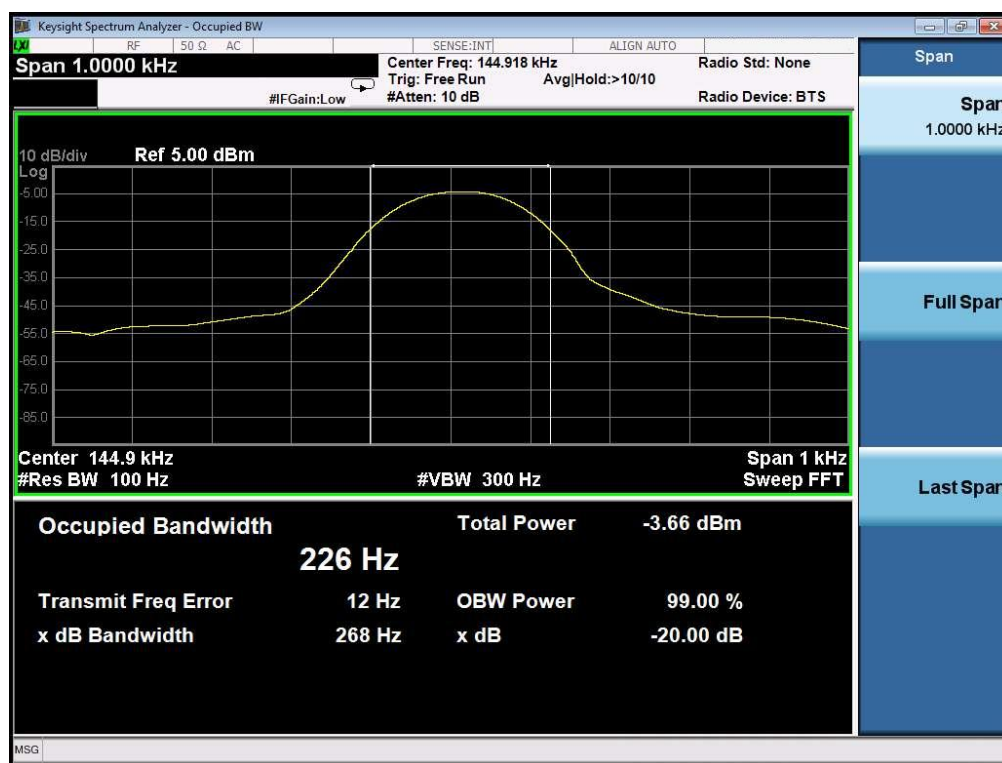 Keysight Spectrum Analyzer - Occupied BW
LXI RF 50 Ω AC SENSE:INT ALIGN AUTO
Span 1.0000 kHz
Center Freq: 144.918 kHz Radio Std: None
Trig: Free Run Avg|Hold:>10/10
#IFGain:Low #Atten: 10 dB Radio Device: BTS
10 dB/div Ref 5.00 dBm
Log
-5.00
-15.0
-25.0
-35.0
-45.0
-55.0
-65.0
-75.0
-85.0
Center 144.9 kHz Span 1 kHz
#Res BW 100 Hz #VBW 300 Hz Sweep FFT
Occupied Bandwidth Total Power -3.66 dBm
226 Hz
Transmit Freq Error 12 Hz OBW Power 99.00 %
x dB Bandwidth 268 Hz x dB -20.00 dB
MSG
Span
Span
1.0000 kHz
Full Span
Last Span